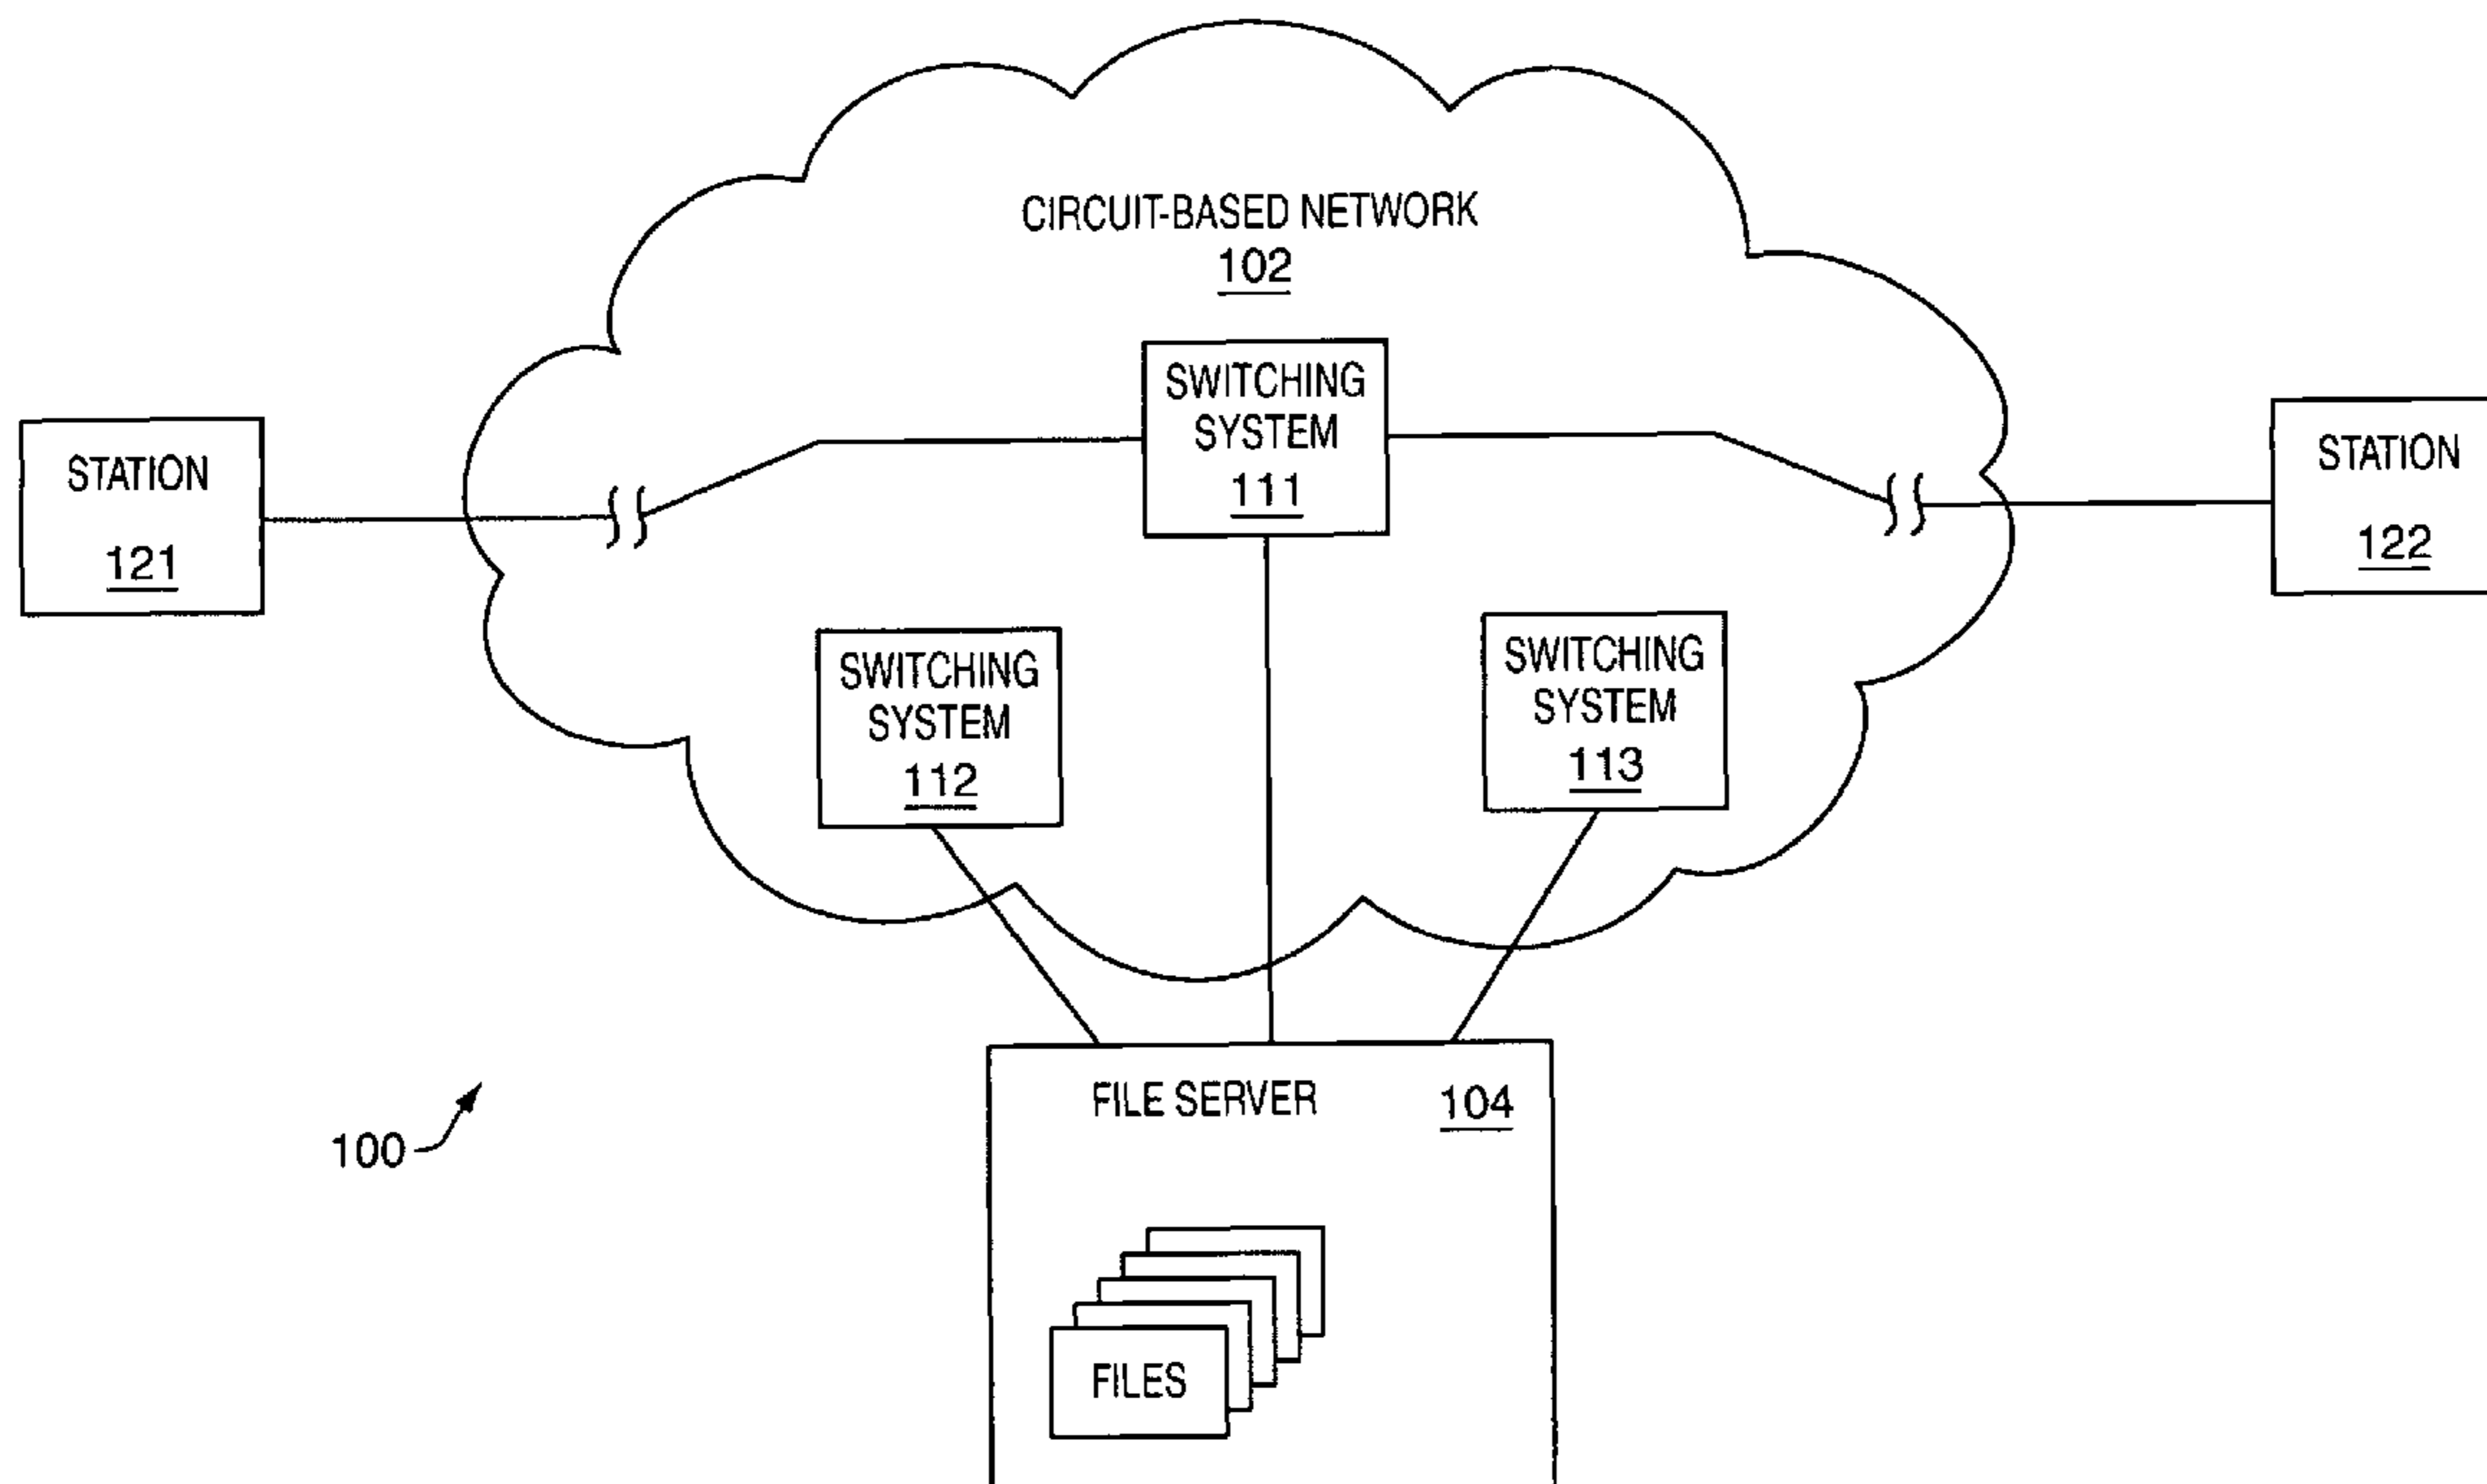 CIRCUIT-BASED NETWORK
102
SWITCHING
SYSTEM
111
STATION
121
STATION
122
SWITCHING
SYSTEM
112
SWITCHING
SYSTEM
113
FILE SERVER
104
100
FILES